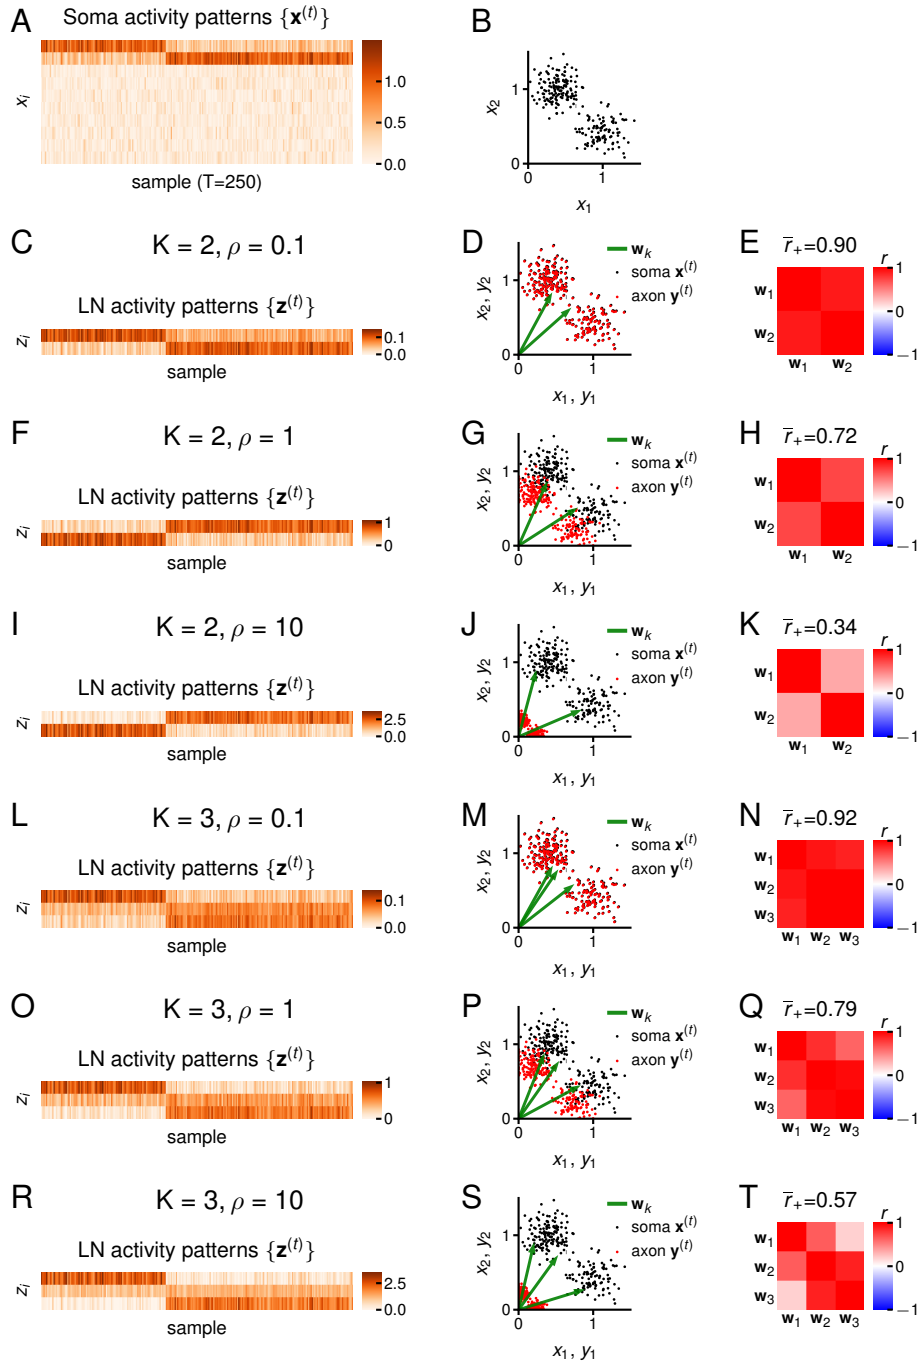 A
Soma activity patterns {x^(t)}
x_i
1.0
0.5
0.0
sample (T=250)
B
x_2
1
0
0
1
x_1
C
K = 2, ρ = 0.1
LN activity patterns {z^(t)}
z_i
0.1
0.0
sample
D
x_2, y_2
1
0
0
1
x_1, y_1
w_k
soma x^(t)
axon y^(t)
E
r̅_+=0.90
w_1
w_2
w_1 w_2
r
1
0
−1
F
K = 2, ρ = 1
LN activity patterns {z^(t)}
z_i
1
0
sample
G
x_2, y_2
1
0
0
1
x_1, y_1
w_k
soma x^(t)
axon y^(t)
H
r̅_+=0.72
w_1
w_2
w_1 w_2
r
1
0
−1
I
K = 2, ρ = 10
LN activity patterns {z^(t)}
z_i
2.5
0.0
sample
J
x_2, y_2
1
0
0
1
x_1, y_1
w_k
soma x^(t)
axon y^(t)
K
r̅_+=0.34
w_1
w_2
w_1 w_2
r
1
0
−1
L
K = 3, ρ = 0.1
LN activity patterns {z^(t)}
z_i
0.1
0.0
sample
M
x_2, y_2
1
0
0
1
x_1, y_1
w_k
soma x^(t)
axon y^(t)
N
r̅_+=0.92
w_1
w_2
w_3
w_1 w_2 w_3
r
1
0
−1
O
K = 3, ρ = 1
LN activity patterns {z^(t)}
z_i
1
0
sample
P
x_2, y_2
1
0
0
1
x_1, y_1
w_k
soma x^(t)
axon y^(t)
Q
r̅_+=0.79
w_1
w_2
w_3
w_1 w_2 w_3
r
1
0
−1
R
K = 3, ρ = 10
LN activity patterns {z^(t)}
z_i
2.5
0.0
sample
S
x_2, y_2
1
0
0
1
x_1, y_1
w_k
soma x^(t)
axon y^(t)
T
r̅_+=0.57
w_1
w_2
w_3
w_1 w_2 w_3
r
1
0
−1